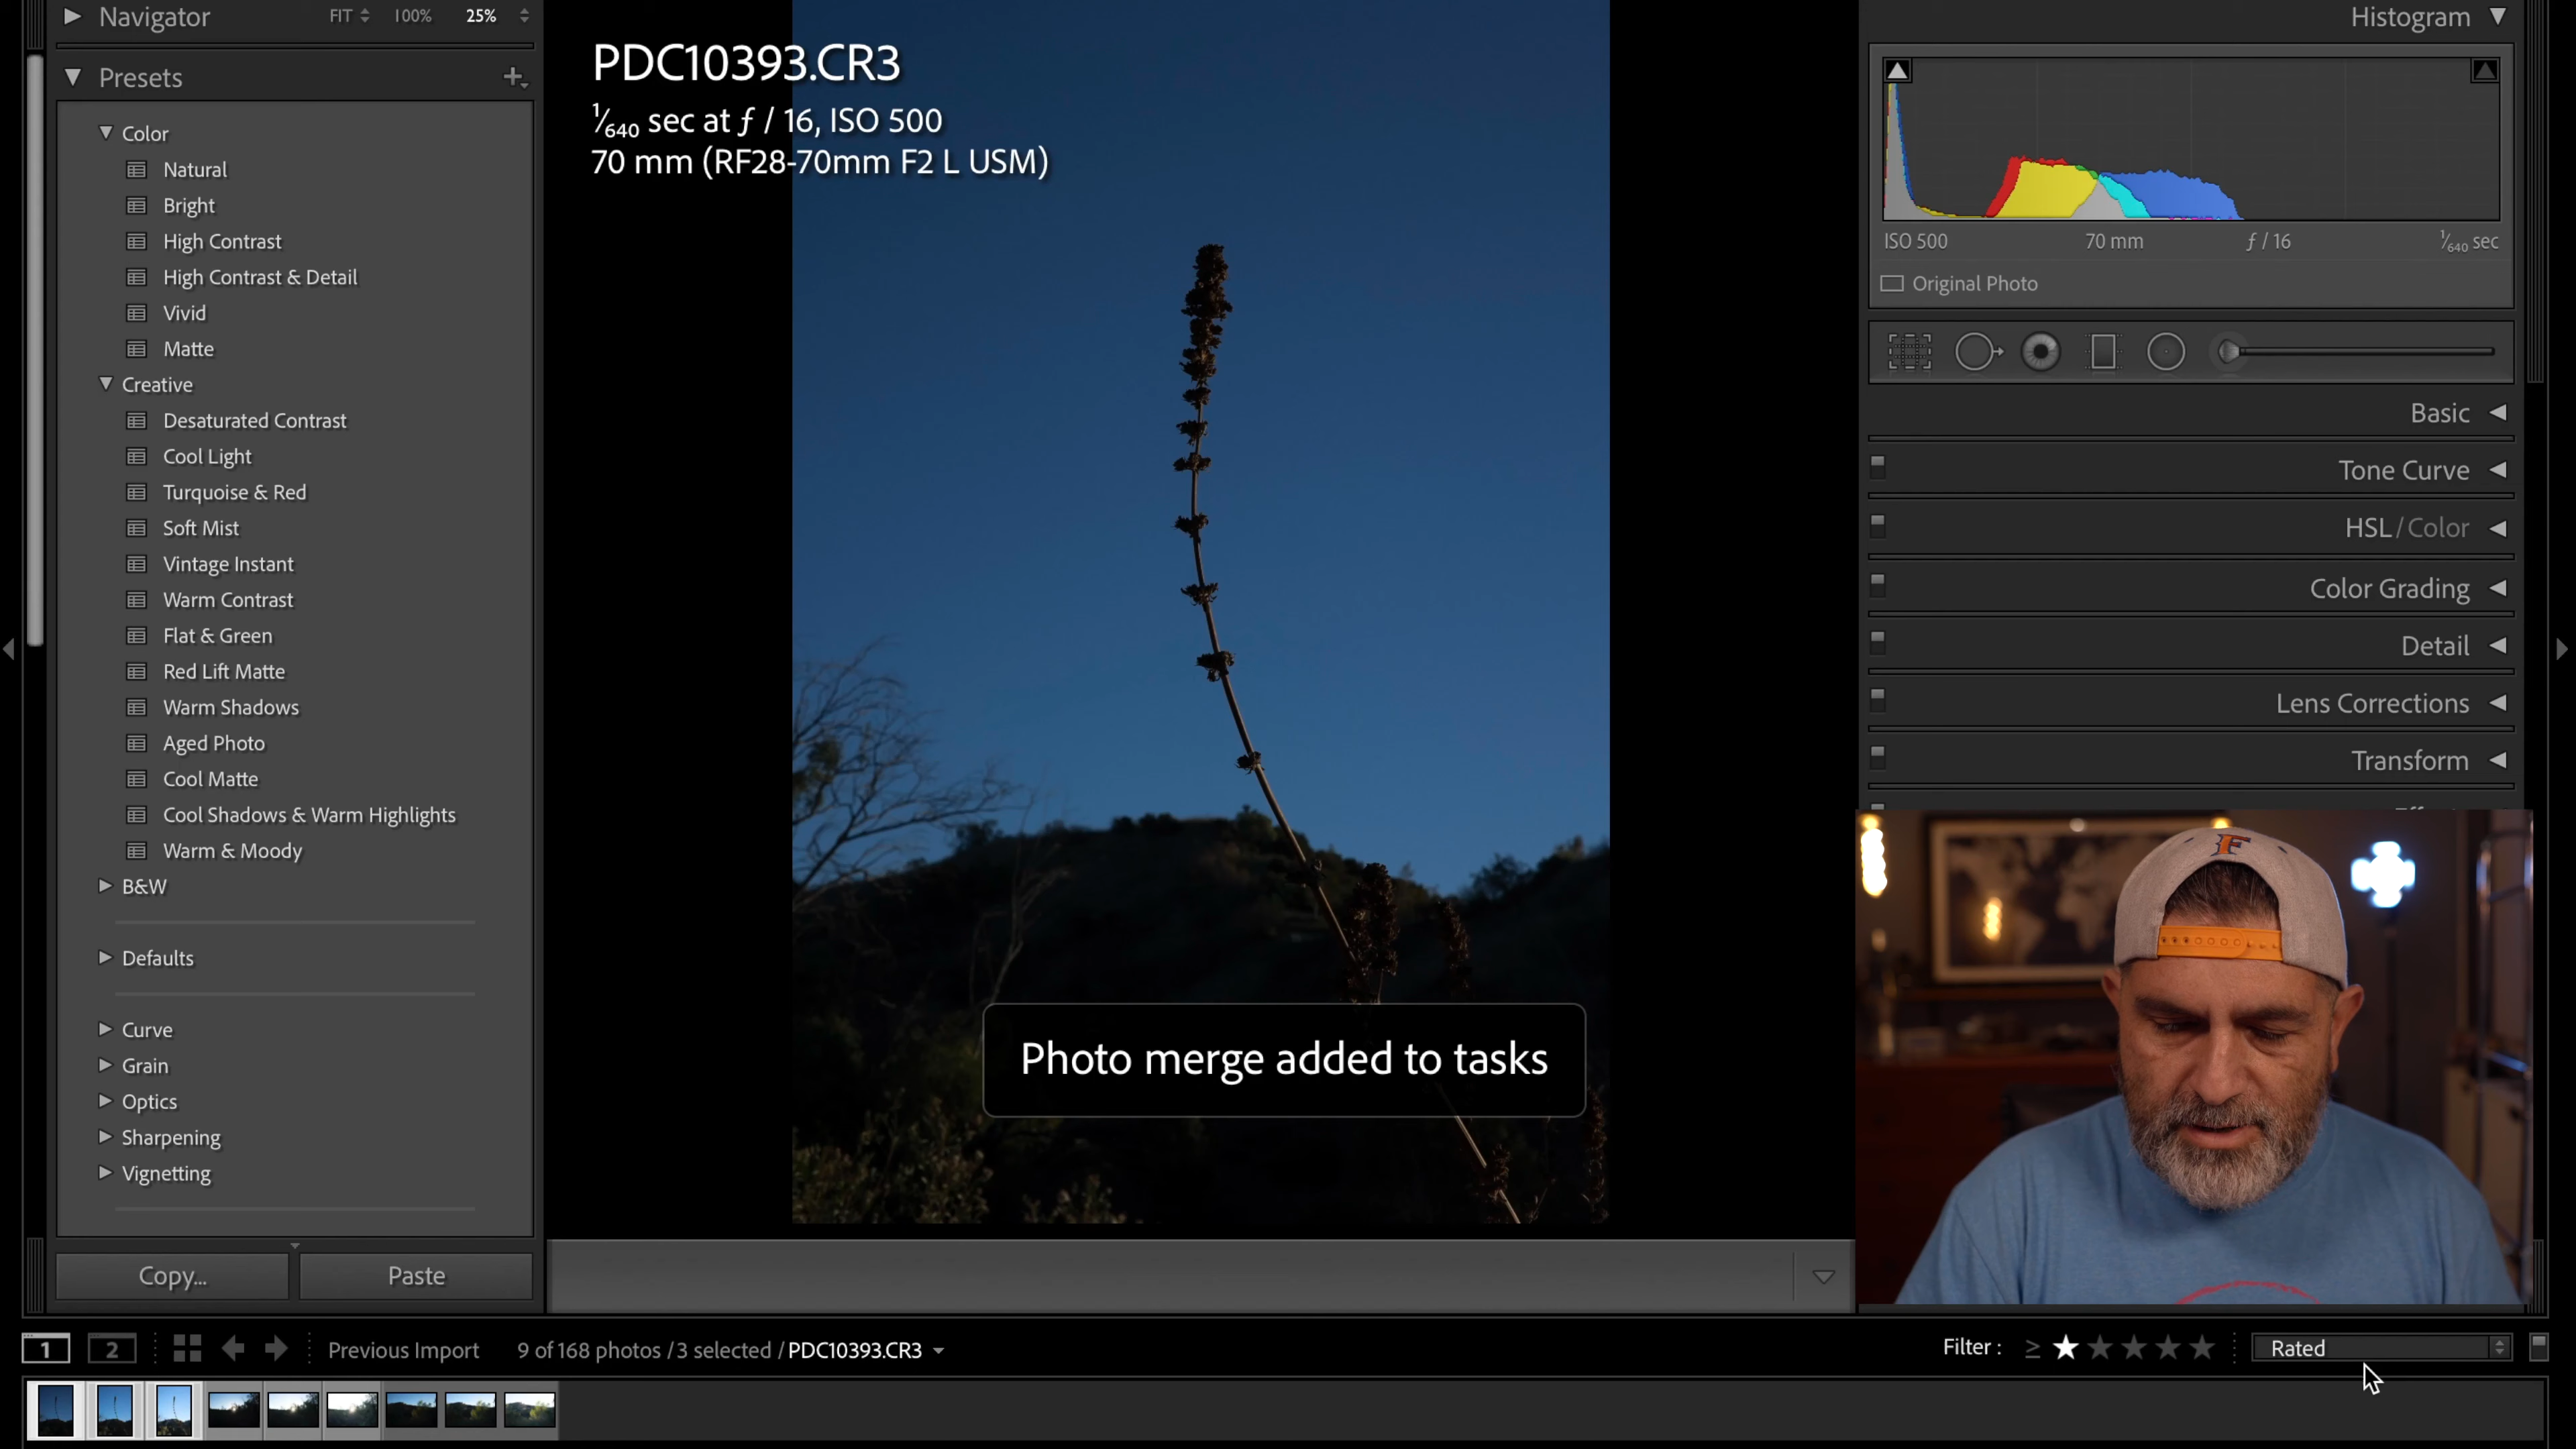 Navigator
FIT 100% 25%
Presets
Color
Natural
Bright
High Contrast
High Contrast & Detail
Vivid
Matte
Creative
Desaturated Contrast
Cool Light
Turquoise & Red
Soft Mist
Vintage Instant
Warm Contrast
Flat & Green
Red Lift Matte
Warm Shadows
Aged Photo
Cool Matte
Cool Shadows & Warm Highlights
Warm & Moody
B&W
Defaults
Curve
Grain
Optics
Sharpening
Vignetting
Copy...
Paste
PDC10393.CR3
1/640 sec at ƒ / 16, ISO 500
70 mm (RF28-70mm F2 L USM)
Photo merge added to tasks
Histogram
ISO 500 70 mm ƒ / 16 1/640 sec
Original Photo
Basic
Tone Curve
HSL / Color
Color Grading
Detail
Lens Corrections
Transform
F
1 2 Previous Import 9 of 168 photos / 3 selected / PDC10393.CR3
Filter : ≥ ★★★★★ Rated